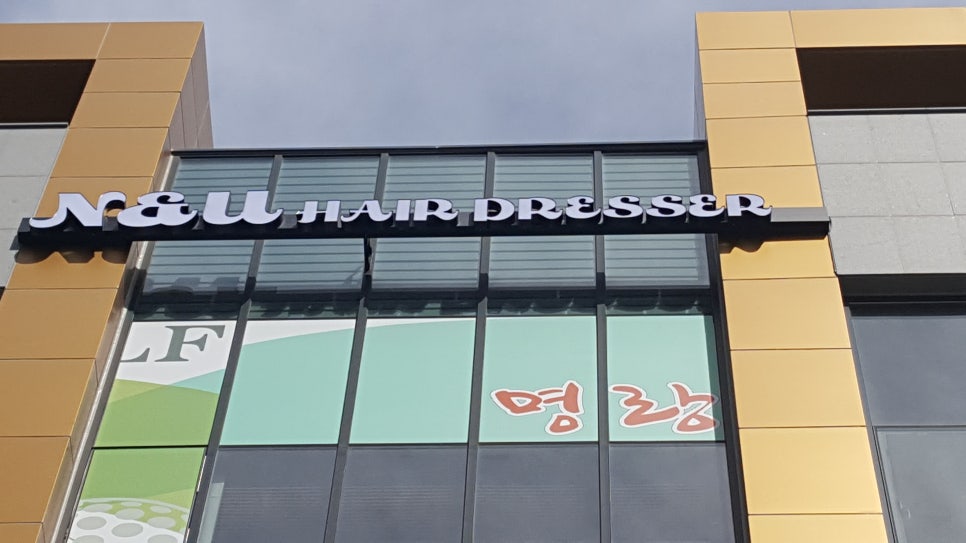 N&U HAIR DRESSER
LF
명랑